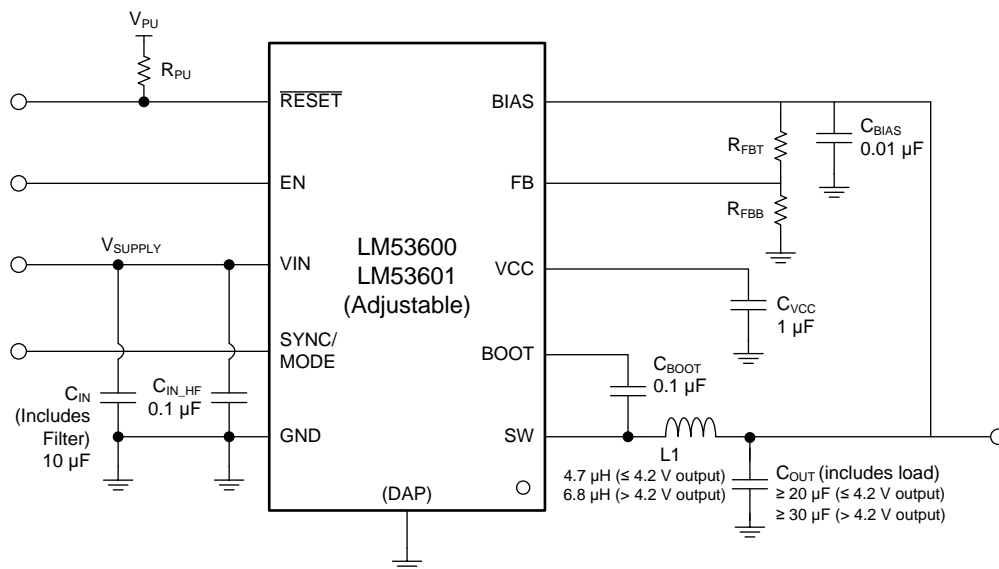 VPU
RPU
RESET
BIAS
CBIAS
0.01 µF
RFBT
EN
FB
RFBB
VSUPPLY
LM53600
LM53601
(Adjustable)
VIN
VCC
CVCC
1 µF
SYNC/
MODE
BOOT
CBOOT
0.1 µF
CIN
(Includes
Filter)
10 µF
CIN_HF
0.1 µF
GND
SW
L1
4.7 µH (≤ 4.2 V output)
6.8 µH (> 4.2 V output)
COUT (includes load)
≥ 20 µF (≤ 4.2 V output)
≥ 30 µF (> 4.2 V output)
(DAP)